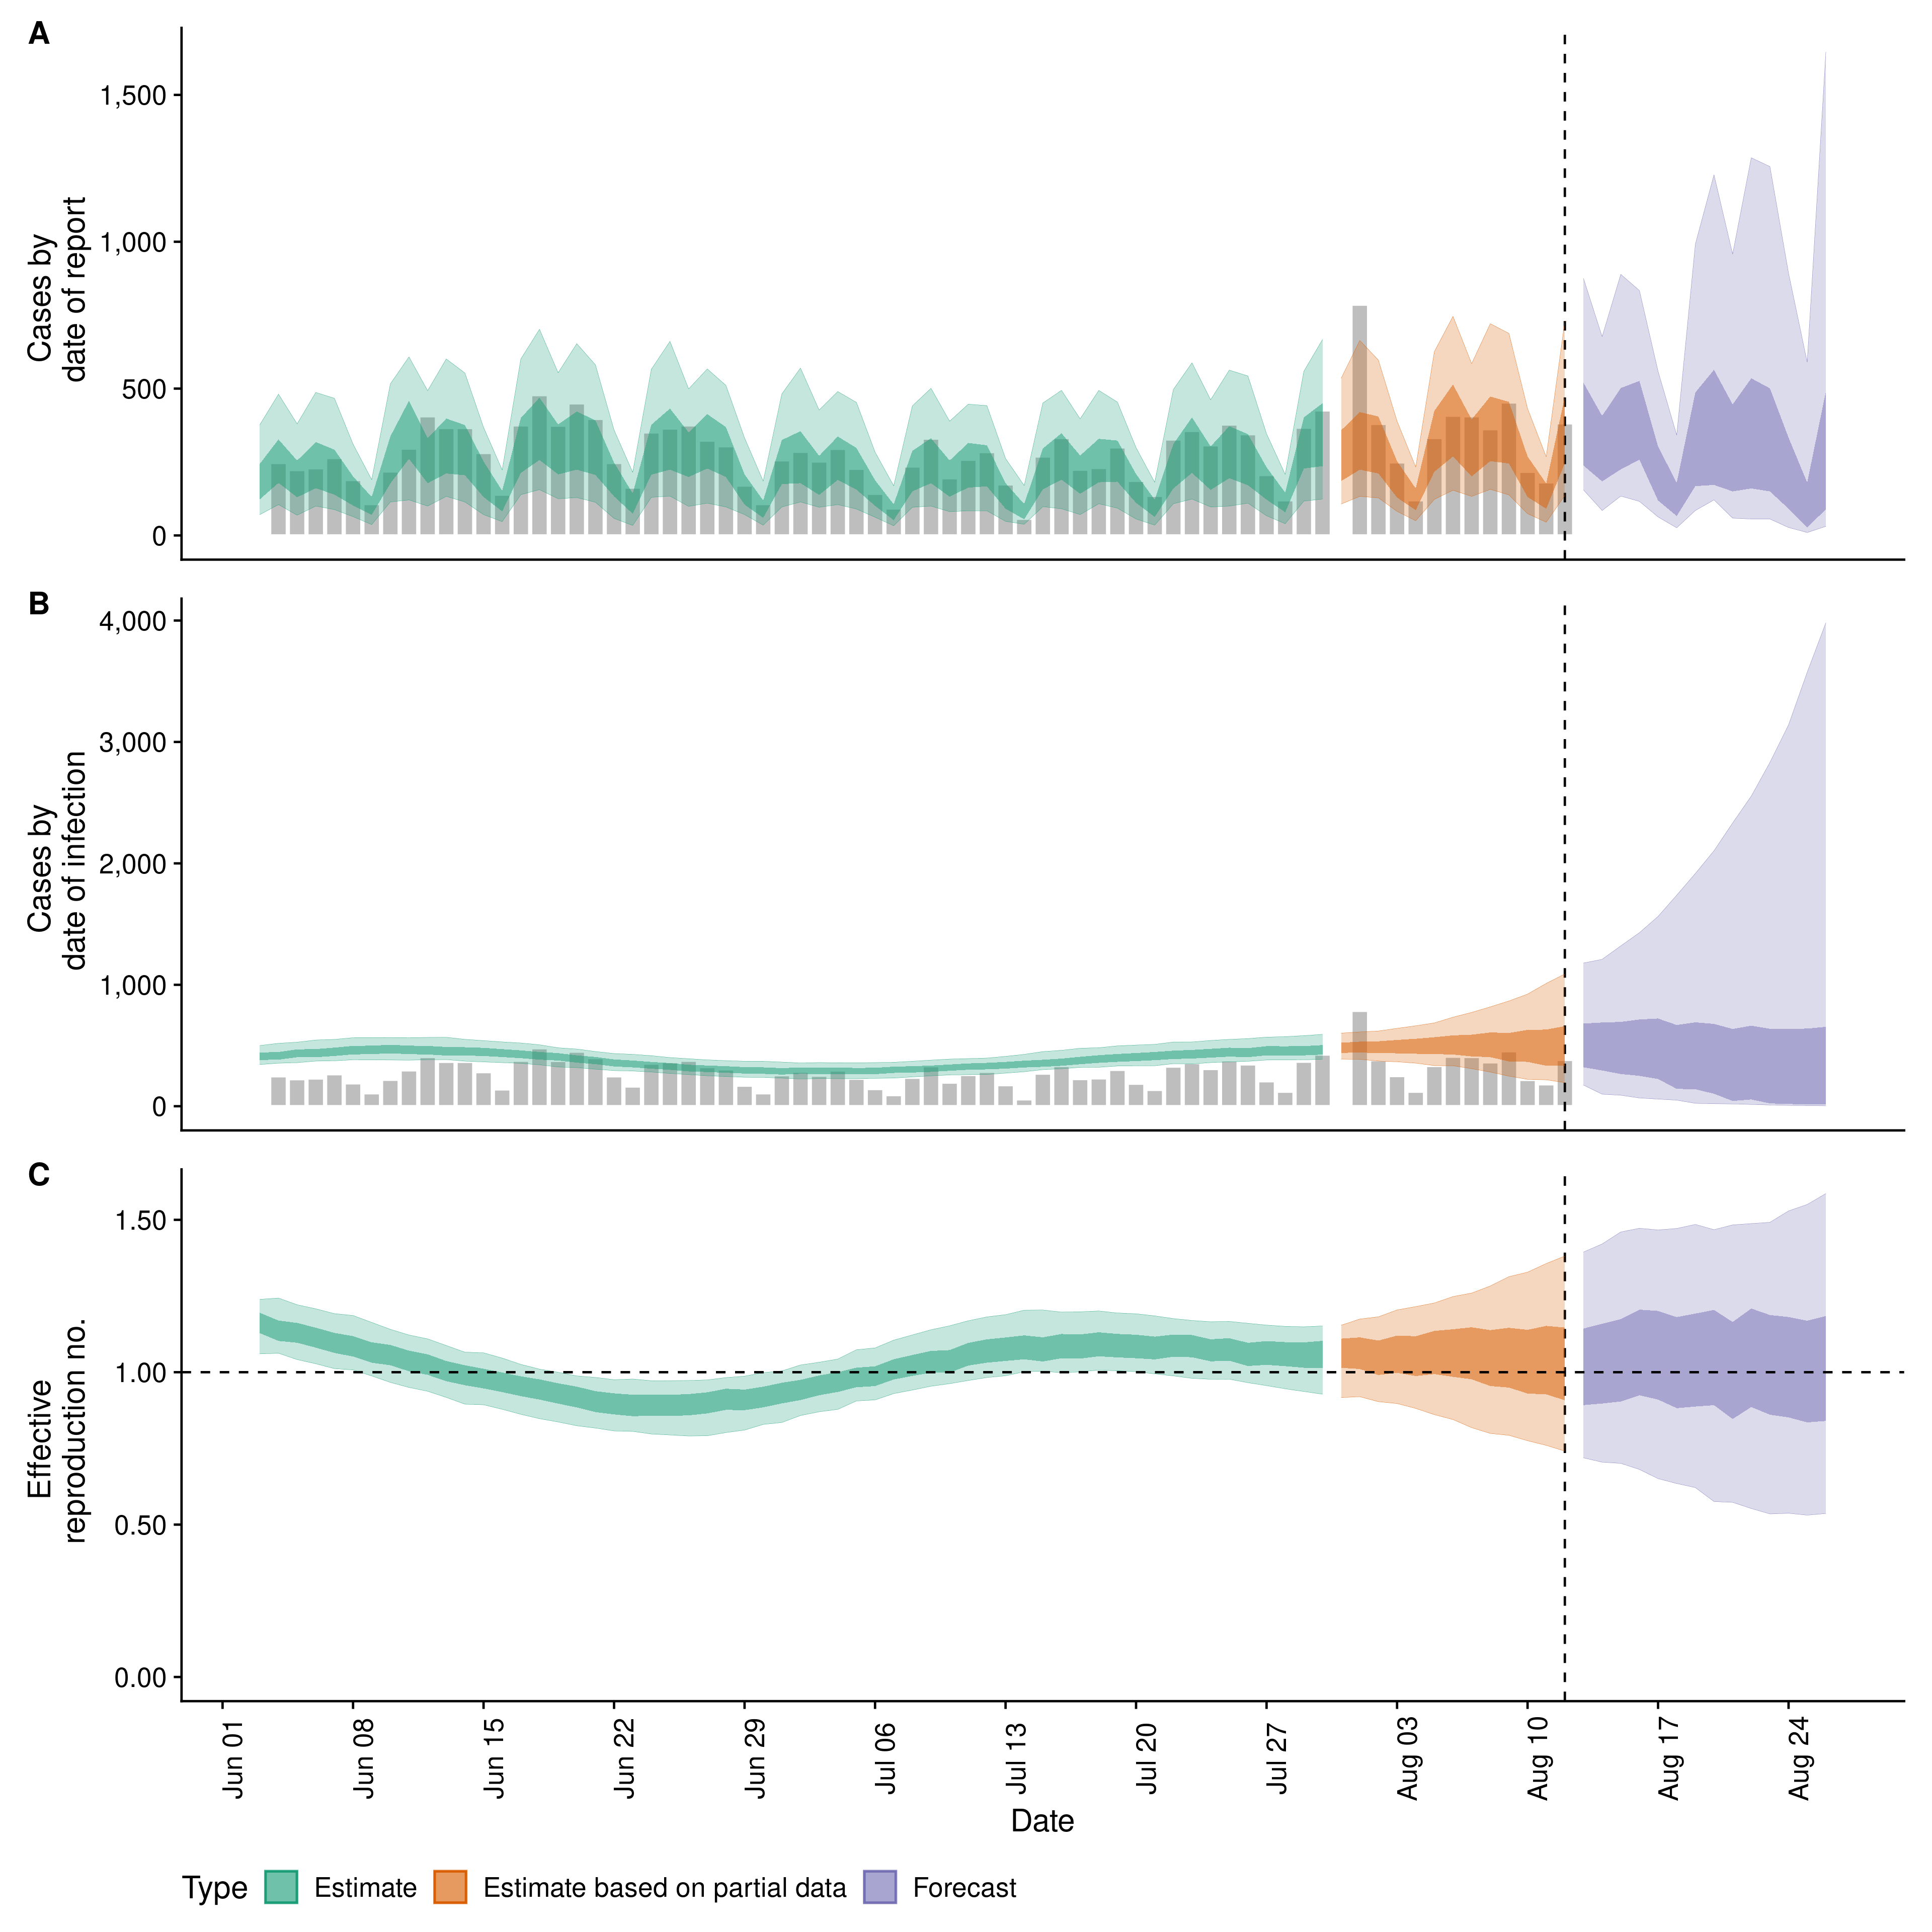 A
Cases by
date of report
1,500
1,000
500
0
B
Cases by
date of infection
4,000
3,000
2,000
1,000
0
C
Effective
reproduction no.
1.50
1.00
0.50
0.00
Jun 01
Jun 08
Jun 15
Jun 22
Jun 29
Jul 06
Jul 13
Jul 20
Jul 27
Aug 03
Aug 10
Aug 17
Aug 24
Date
Type Estimate Estimate based on partial data Forecast